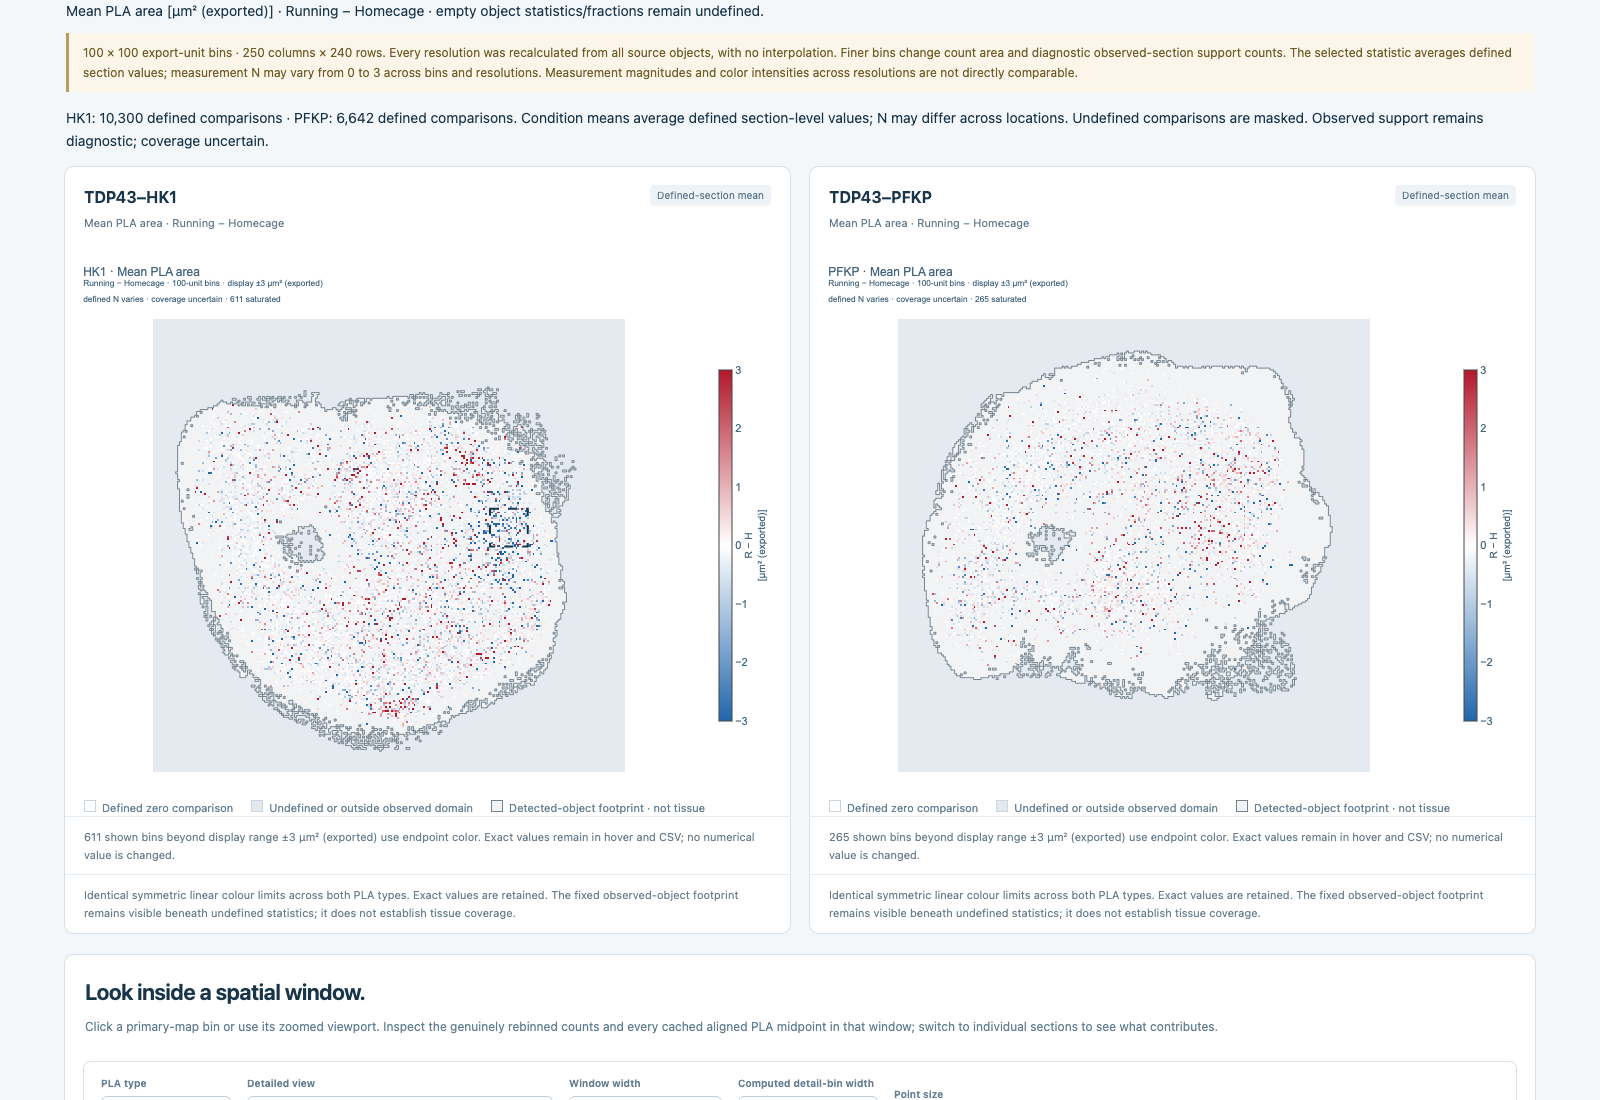 Mean PLA area [µm² (exported)] · Running − Homecage · empty object statistics/fractions remain undefined.
100 × 100 export-unit bins · 250 columns × 240 rows. Every resolution was recalculated from all source objects, with no interpolation. Finer bins change count area and diagnostic observed-section support counts. The selected statistic averages defined
section values; measurement N may vary from 0 to 3 across bins and resolutions. Measurement magnitudes and color intensities across resolutions are not directly comparable.
HK1: 10,300 defined comparisons · PFKP: 6,642 defined comparisons. Condition means average defined section-level values; N may differ across locations. Undefined comparisons are masked. Observed support remains
diagnostic; coverage uncertain.
TDP43–HK1
Defined-section mean
Mean PLA area · Running − Homecage
HK1 · Mean PLA area
Running − Homecage · 100-unit bins · display ±3 µm² (exported)
defined N varies · coverage uncertain · 611 saturated
3
2
1
0
−1
−2
−3
R − H
[µm² (exported)]
Defined zero comparison
Undefined or outside observed domain
Detected-object footprint · not tissue
611 shown bins beyond display range ±3 µm² (exported) use endpoint color. Exact values remain in hover and CSV; no numerical
value is changed.
Identical symmetric linear colour limits across both PLA types. Exact values are retained. The fixed observed-object footprint
remains visible beneath undefined statistics; it does not establish tissue coverage.
TDP43–PFKP
Defined-section mean
Mean PLA area · Running − Homecage
PFKP · Mean PLA area
Running − Homecage · 100-unit bins · display ±3 µm² (exported)
defined N varies · coverage uncertain · 265 saturated
3
2
1
0
−1
−2
−3
R − H
[µm² (exported)]
Defined zero comparison
Undefined or outside observed domain
Detected-object footprint · not tissue
265 shown bins beyond display range ±3 µm² (exported) use endpoint color. Exact values remain in hover and CSV; no numerical
value is changed.
Identical symmetric linear colour limits across both PLA types. Exact values are retained. The fixed observed-object footprint
remains visible beneath undefined statistics; it does not establish tissue coverage.
Look inside a spatial window.
Click a primary-map bin or use its zoomed viewport. Inspect the genuinely rebinned counts and every cached aligned PLA midpoint in that window; switch to individual sections to see what contributes.
PLA type
Detailed view
Window width
Computed detail-bin width
Point size